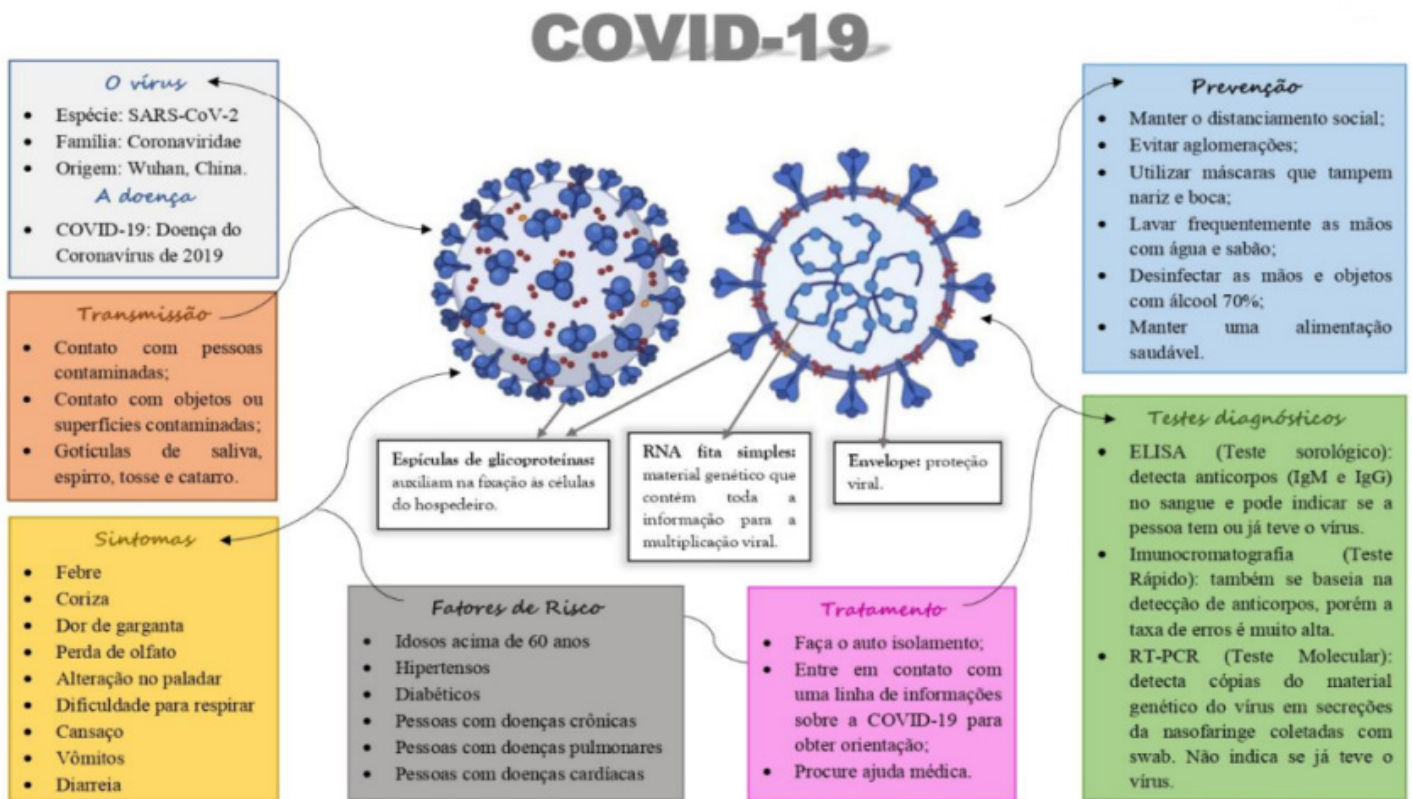 COVID-19
O vírus
• Espécie: SARS-CoV-2
• Família: Coronaviridae
• Origem: Wuhan, China.
A doença
• COVID-19: Doença do
Coronavírus de 2019
Transmissão
• Contato com pessoas
contaminadas;
• Contato com objetos ou
superfícies contaminadas;
• Gotículas de saliva,
espirro, tosse e catarro.
Sintomas
• Febre
• Coriza
• Dor de garganta
• Perda de olfato
• Alteração no paladar
• Dificuldade para respirar
• Cansaço
• Vômitos
• Diarreia
Espículas de glicoproteínas:
auxiliam na fixação às células
do hospedeiro.
RNA fita simples:
material genético que
contém toda a
informação para a
multiplicação viral.
Envelope: proteção
viral.
Fatores de Risco
• Idosos acima de 60 anos
• Hipertensos
• Diabéticos
• Pessoas com doenças crônicas
• Pessoas com doenças pulmonares
• Pessoas com doenças cardíacas
Tratamento
• Faça o auto isolamento;
• Entre em contato com
uma linha de informações
sobre a COVID-19 para
obter orientação;
• Procure ajuda médica.
Prevenção
• Manter o distanciamento social;
• Evitar aglomerações;
• Utilizar máscaras que tampem
nariz e boca;
• Lavar frequentemente as mãos
com água e sabão;
• Desinfectar as mãos e objetos
com álcool 70%;
• Manter uma alimentação
saudável.
Testes diagnósticos
• ELISA (Teste sorológico):
detecta anticorpos (IgM e IgG)
no sangue e pode indicar se a
pessoa tem ou já teve o vírus.
• Imunocromatografia (Teste
Rápido): também se baseia na
detecção de anticorpos, porém a
taxa de erros é muito alta.
• RT-PCR (Teste Molecular):
detecta cópias do material
genético do vírus em secreções
da nasofaringe coletadas com
swab. Não indica se já teve o
vírus.